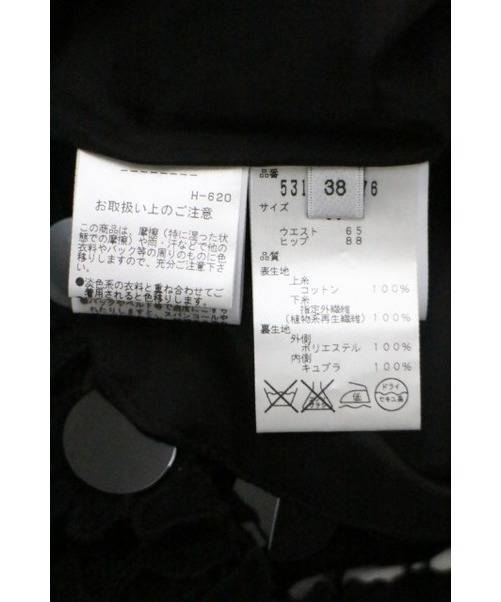 H-620
お取扱い上のご注意
この商品は、摩擦(特に湿った状
態での摩擦)や雨・汗などで他の
衣料やバック等の周りのものに色
移りしますので、充分ご注意下さ
い。
●淡色系の衣料と重ね合わせてご
着用されると色移りします。
品番
531
38
76
サイズ
ウエスト 65
ヒップ 88
品質
表生地
上糸
コットン 100%
下糸
指定外繊維
(植物系再生繊維) 100%
裏生地
外側
ポリエステル 100%
内側
キュプラ 100%
低
ドライ
セキユ系